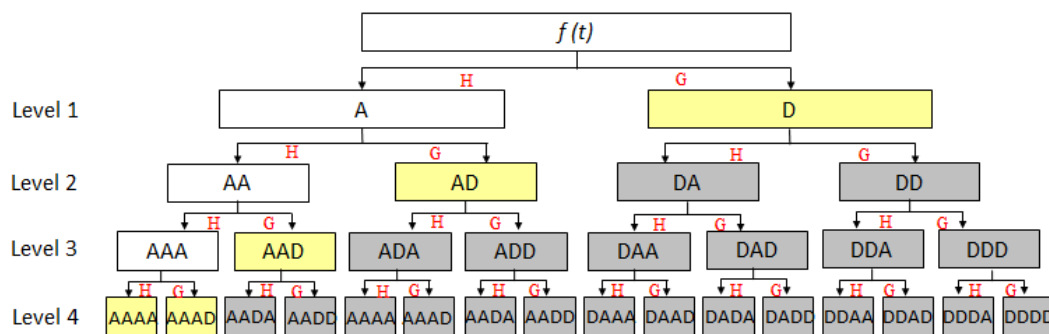 f (t)
H G
Level 1 A D
H G H G
Level 2 AA AD DA DD
H G H G H G H G
Level 3 AAA AAD ADA ADD DAA DAD DDA DDD
H G H G H G H G H G H G H G H G
Level 4 AAAA AAAD AADA AADD AAAA AAAD AADA AADD DAAA DAAD DADA DADD DDAA DDAD DDDA DDDD